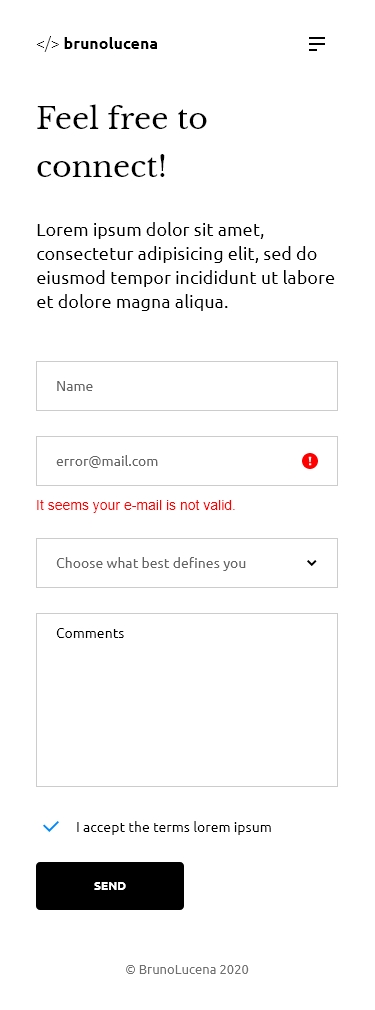 </> brunolucena
Feel free to
connect!
Lorem ipsum dolor sit amet,
consectetur adipisicing elit, sed do
eiusmod tempor incididunt ut labore
et dolore magna aliqua.
Name
error@mail.com
It seems your e-mail is not valid.
Choose what best defines you
Comments
I accept the terms lorem ipsum
SEND
© BrunoLucena 2020